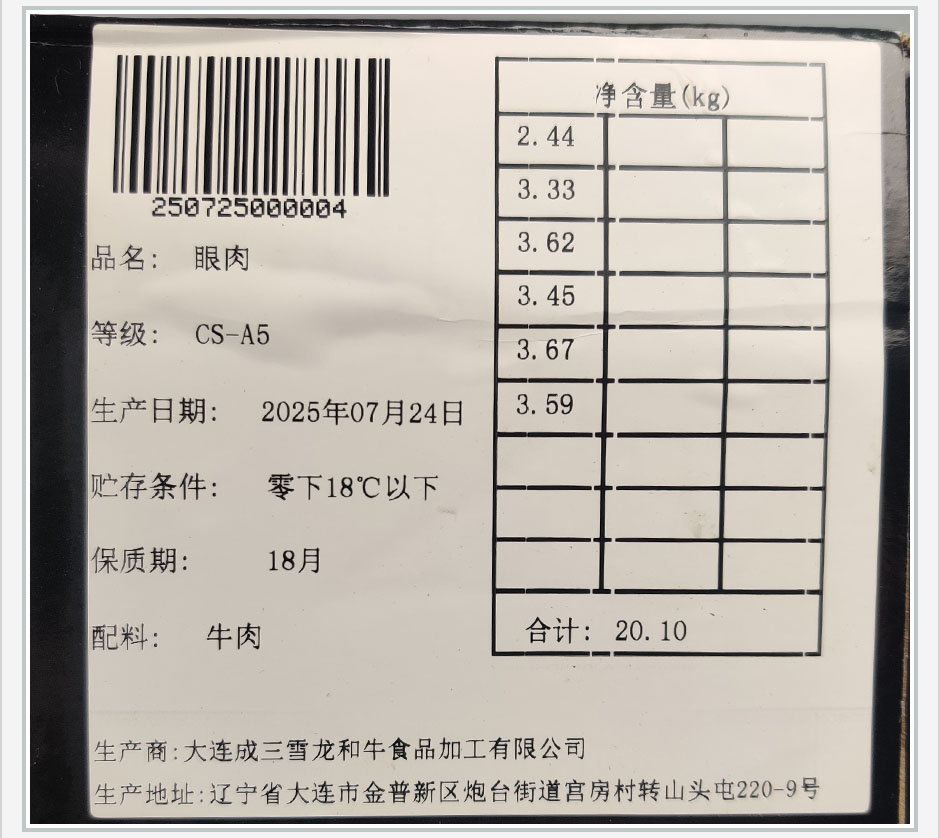 250725000004
品名: 眼肉
等级: CS-A5
生产日期: 2025年07月24日
贮存条件: 零下18℃以下
保质期: 18月
配料: 牛肉
净含量(kg)
2.44
3.33
3.62
3.45
3.67
3.59
合计: 20.10
生产商:大连成三雪龙和牛食品加工有限公司
生产地址:辽宁省大连市金普新区炮台街道宫房村转山头屯220-9号